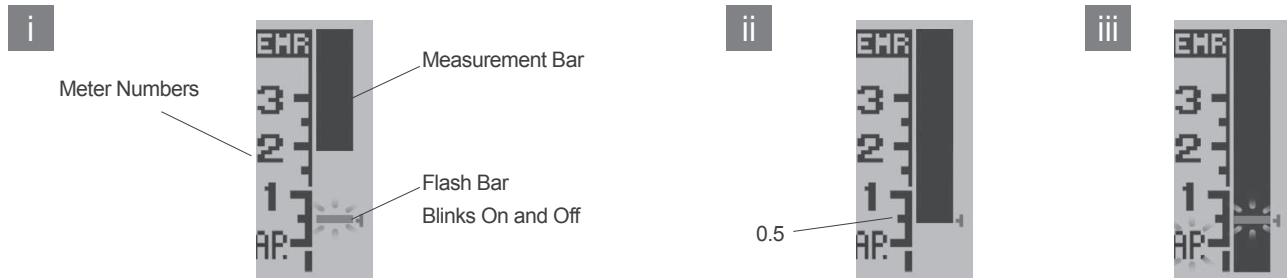 i
EMR
3
2
1
AP.
Meter Numbers
Measurement Bar
Flash Bar
Blinks On and Off
ii
EMR
3
2
1
AP.
0.5
iii
EMR
3
2
1
AP.